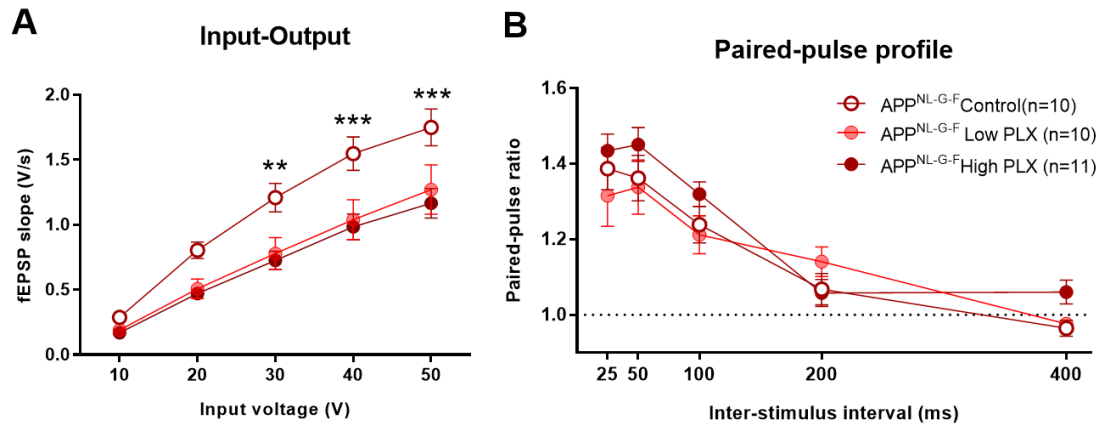 A
Input-Output
fEPSP slope (V/s)
2.0
1.5
1.0
0.5
0.0
**
***
***
10 20 30 40 50
Input voltage (V)
B
Paired-pulse profile
Paired-pulse ratio
1.6
1.4
1.2
1.0
APP^NL-G-F Control(n=10)
APP^NL-G-F Low PLX (n=10)
APP^NL-G-F High PLX (n=11)
25 50 100 200 400
Inter-stimulus interval (ms)